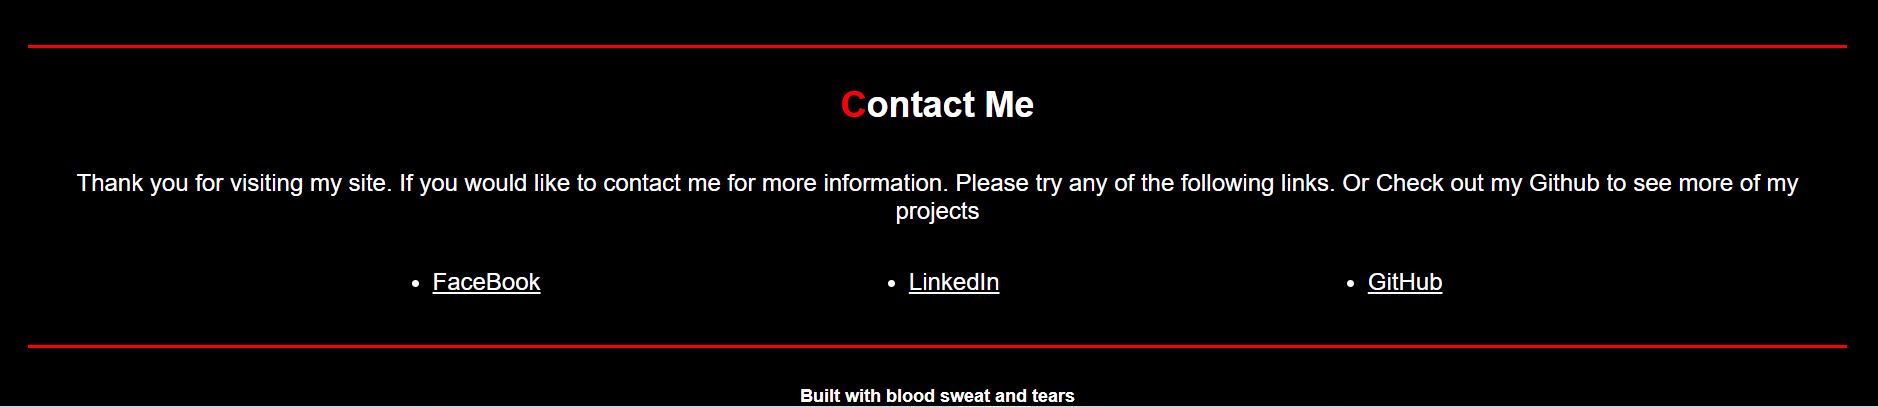 Contact Me
Thank you for visiting my site. If you would like to contact me for more information. Please try any of the following links. Or Check out my Github to see more of my
projects
• FaceBook • LinkedIn • GitHub
Built with blood sweat and tears